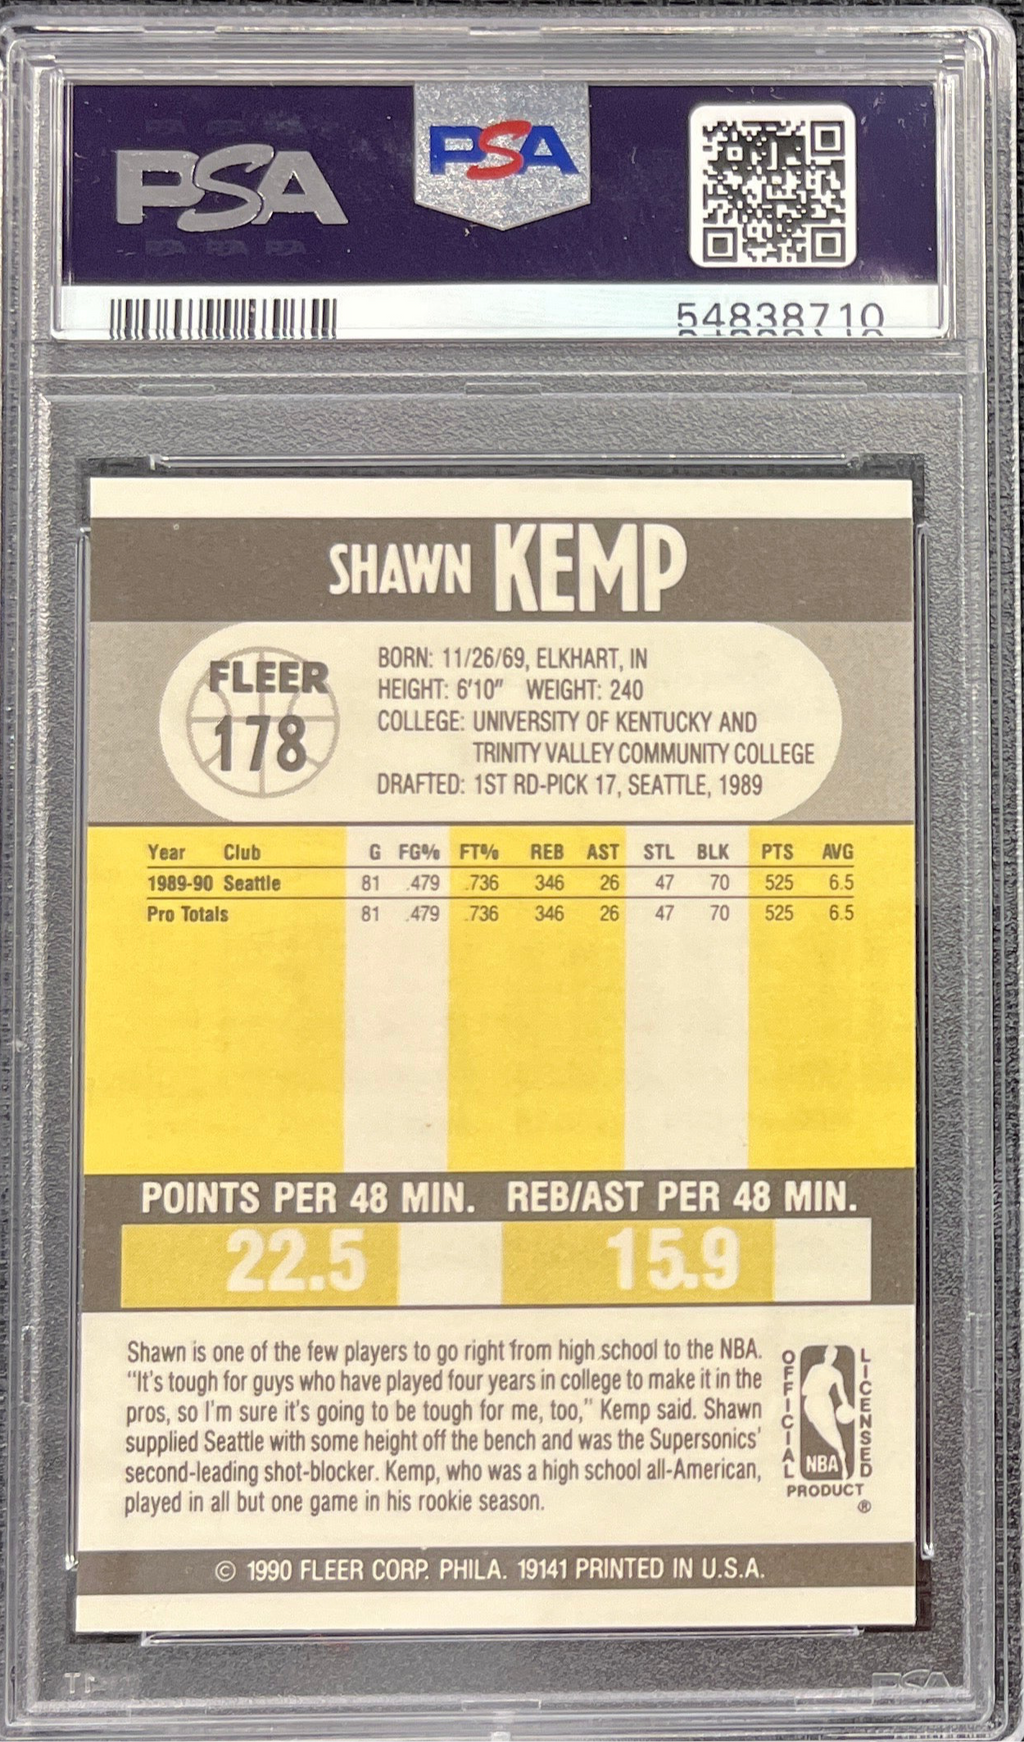 PSA
PSA
54838710
SHAWN KEMP
FLEER
178
BORN: 11/26/69, ELKHART, IN
HEIGHT: 6'10" WEIGHT: 240
COLLEGE: UNIVERSITY OF KENTUCKY AND
TRINITY VALLEY COMMUNITY COLLEGE
DRAFTED: 1ST RD-PICK 17, SEATTLE, 1989
Year Club G FG% FT% REB AST STL BLK PTS AVG
1989-90 Seattle 81 .479 .736 346 26 47 70 525 6.5
Pro Totals 81 .479 .736 346 26 47 70 525 6.5
POINTS PER 48 MIN. REB/AST PER 48 MIN.
22.5 15.9
Shawn is one of the few players to go right from high school to the NBA.
"It's tough for guys who have played four years in college to make it in the
pros, so I'm sure it's going to be tough for me, too," Kemp said. Shawn
supplied Seattle with some height off the bench and was the Supersonics'
second-leading shot-blocker. Kemp, who was a high school all-American,
played in all but one game in his rookie season.
OFFICIAL
NBA
LICENSED
PRODUCT
®
© 1990 FLEER CORP. PHILA. 19141 PRINTED IN U.S.A.
PSA